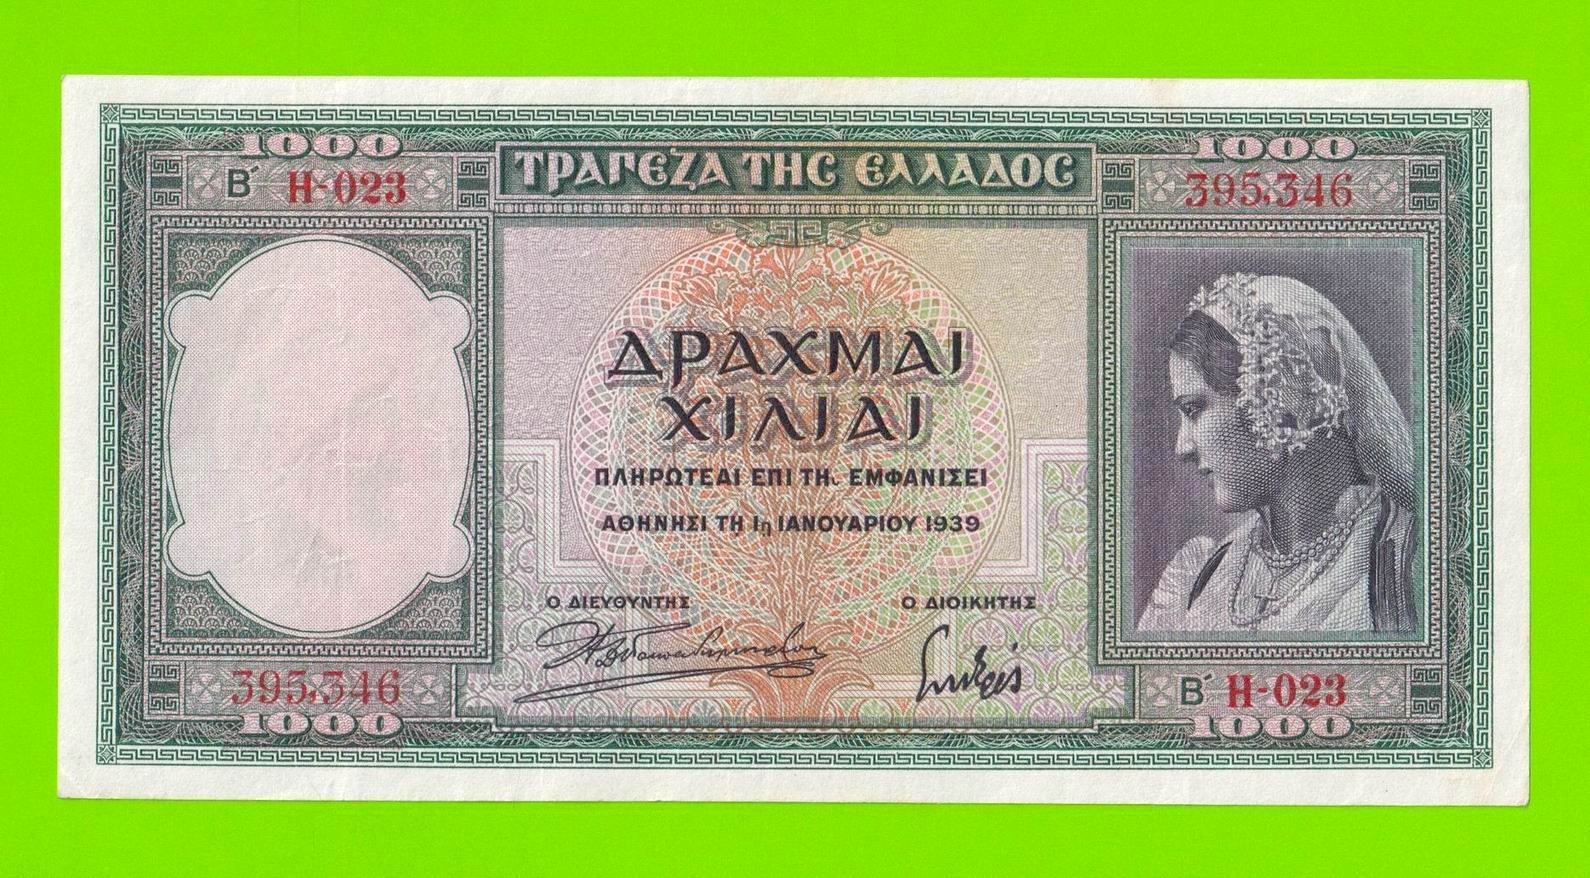 1000
1000
Β΄ Η-023
ΤΡΑΠΕΖΑ ΤΗΣ ΕΛΛΑΔΟΣ
395,346
ΔΡΑΧΜΑΙ
ΧΙΛΙΑΙ
ΠΛΗΡΩΤΕΑΙ ΕΠΙ ΤΗι ΕΜΦΑΝΙΣΕΙ
ΑΘΗΝΗΣΙ ΤΗ 1η ΙΑΝΟΥΑΡΙΟΥ 1939
Ο ΔΙΕΥΘΥΝΤΗΣ
Ο ΔΙΟΙΚΗΤΗΣ
395,346
Β΄ Η-023
1000
1000